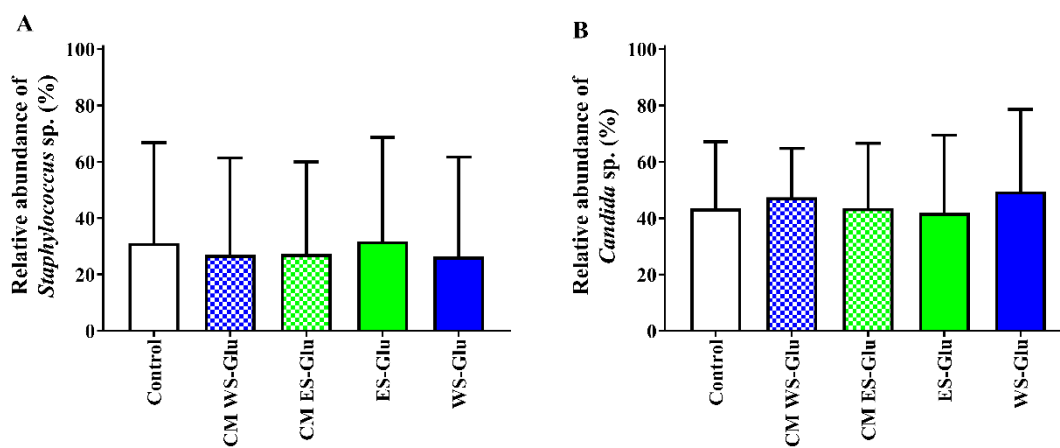 A
Relative abundance of
Staphylococcus sp. (%)
100
80
60
40
20
0
Control
CM WS-Glu
CM ES-Glu
ES-Glu
WS-Glu
B
Relative abundance of
Candida sp. (%)
100
80
60
40
20
0
Control
CM WS-Glu
CM ES-Glu
ES-Glu
WS-Glu